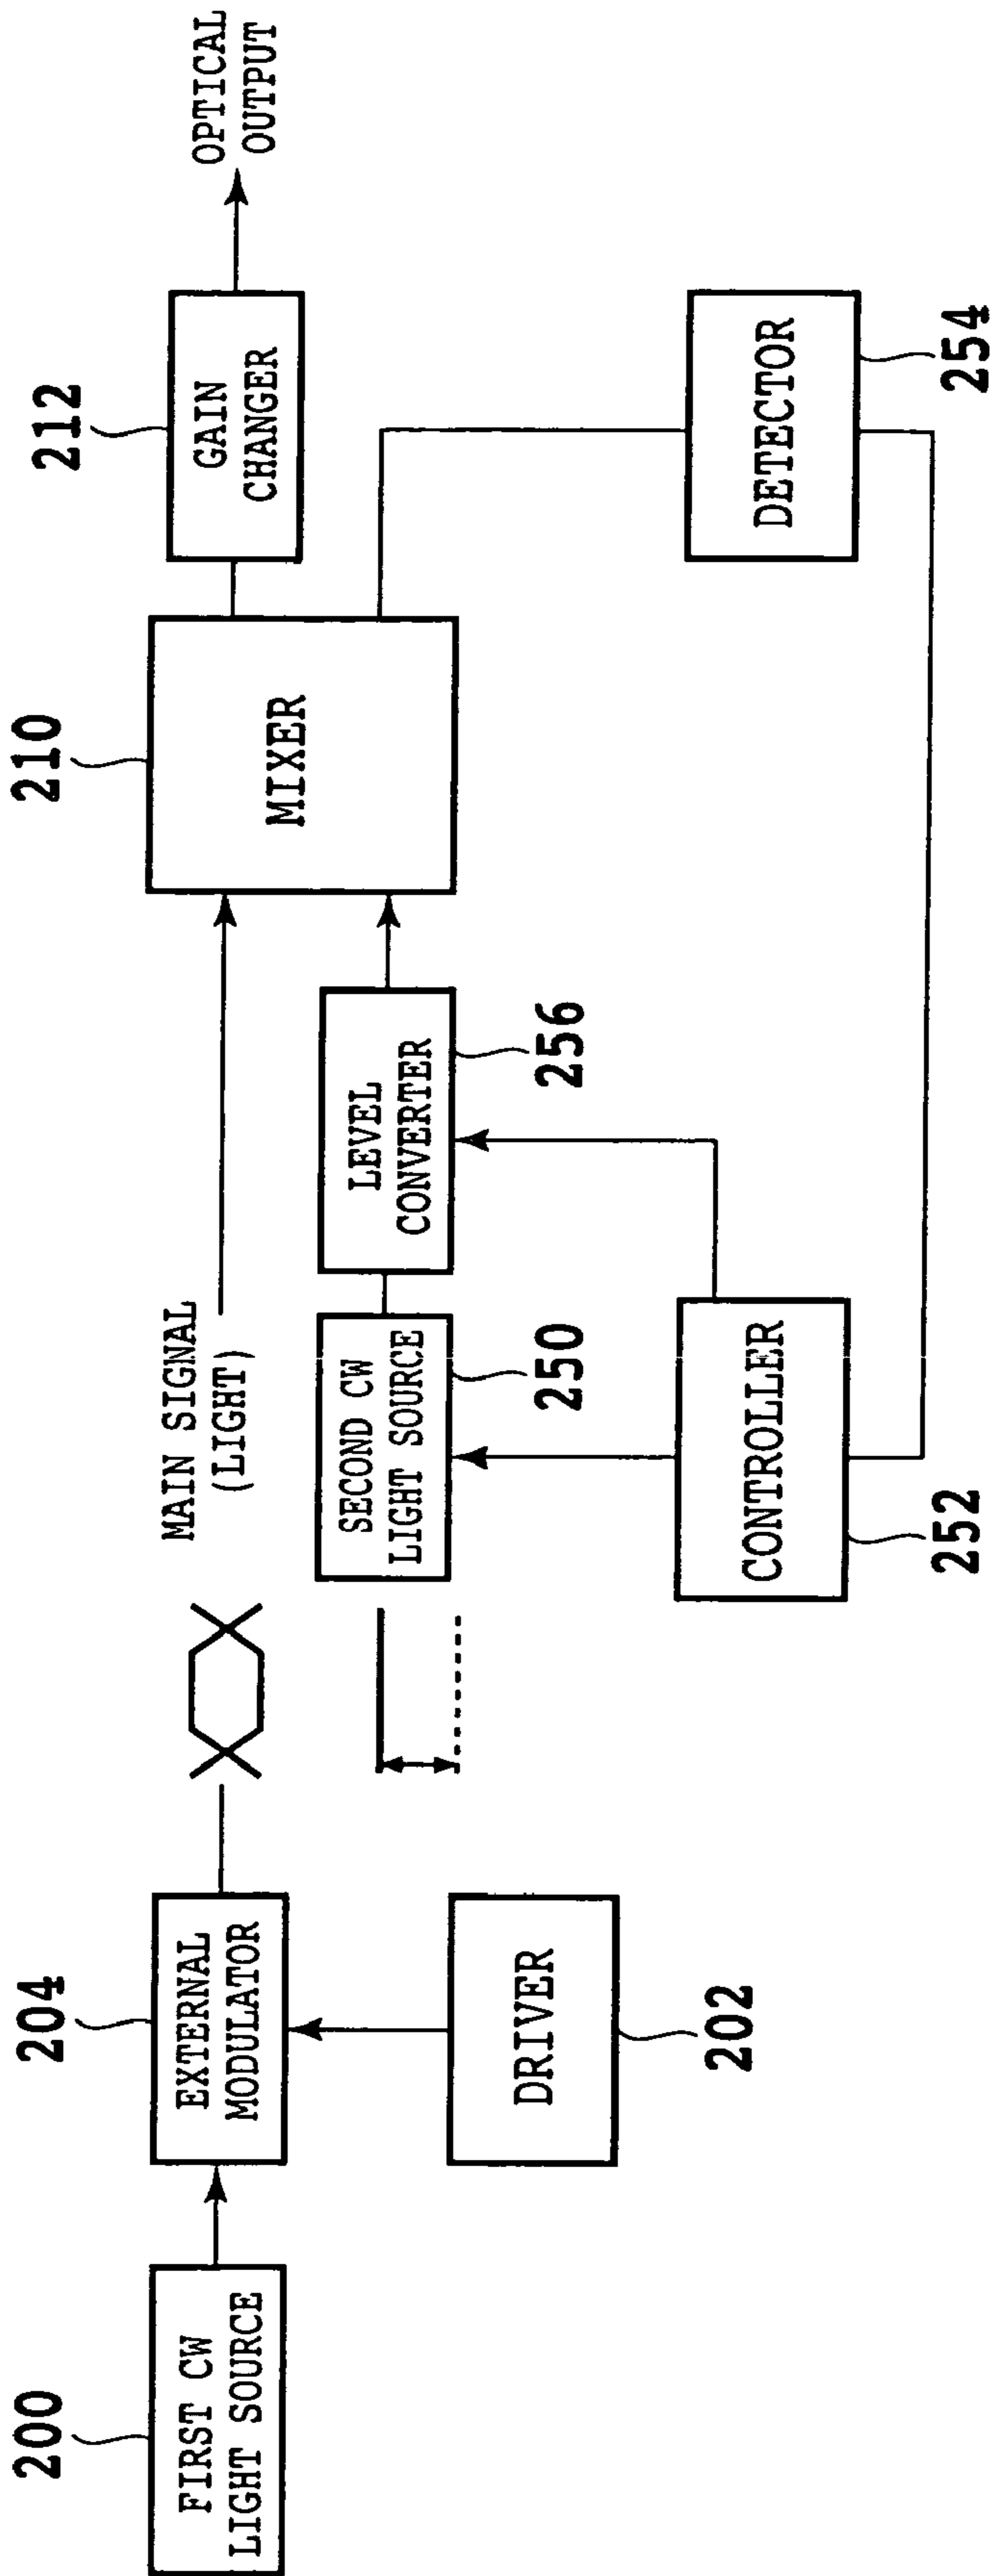 200
FIRST CW
LIGHT SOURCE
204
EXTERNAL
MODULATOR
DRIVER
202
MAIN SIGNAL
(LIGHT)
SECOND CW
LIGHT SOURCE
250
LEVEL
CONVERTER
256
CONTROLLER
252
210
MIXER
212
GAIN
CHANGER
OPTICAL
OUTPUT
DETECTOR
254